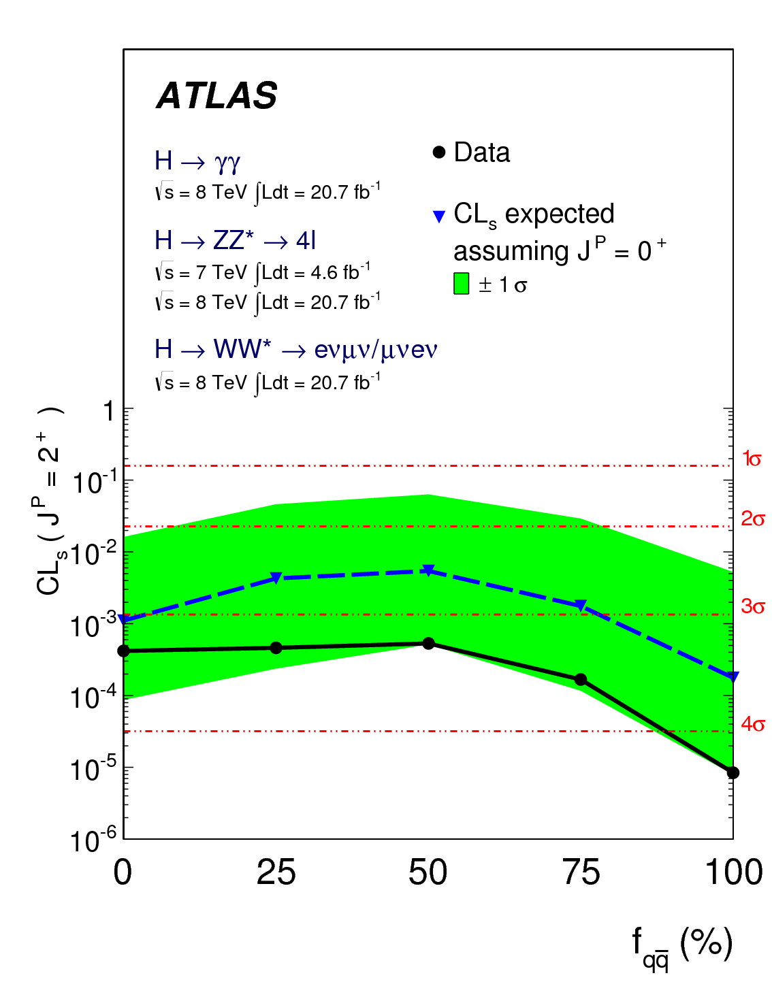 ATLAS
H → γγ
√s = 8 TeV ∫Ldt = 20.7 fb⁻¹
H → ZZ* → 4l
√s = 7 TeV ∫Ldt = 4.6 fb⁻¹
√s = 8 TeV ∫Ldt = 20.7 fb⁻¹
H → WW* → eνμν/μνeν
√s = 8 TeV ∫Ldt = 20.7 fb⁻¹
Data
CLₛ expected
assuming Jᴾ = 0⁺
± 1 σ
CLₛ ( Jᴾ = 2⁺ )
1
10⁻¹
10⁻²
10⁻³
10⁻⁴
10⁻⁵
10⁻⁶
1σ
2σ
3σ
4σ
0 25 50 75 100
f_qq̅ (%)